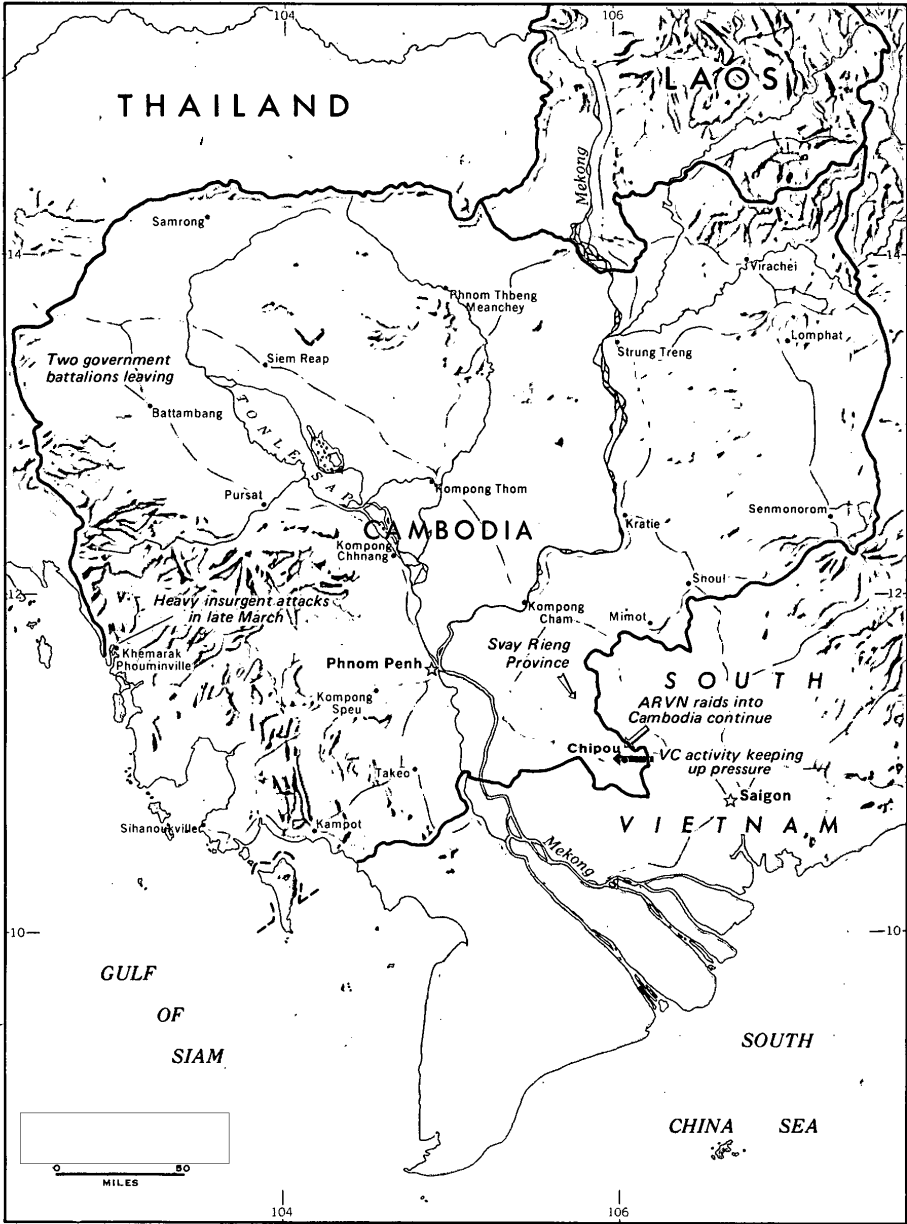 104
106
THAILAND
LAOS
Mekong
Samrong
14
14
Virachei
Phnom Thbeng
Meanchey
Lomphat
Siem Reap
Strung Treng
Two government
battalions leaving
Battambang
TONLE SAP
Pursat
Kompong Thom
Senmonorom
CAMBODIA
Kratie
Kompong
Chhnang
Shoul
12
12
Heavy insurgent attacks
in late March
Kompong
Cham
Mimot
Khemarak
Phouminville
Svay Rieng
Province
Phnom Penh
SOUTH
Kompong
Speu
ARVN raids into
Cambodia continue
Chipou
VC activity keeping
up pressure
Takeo
Saigon
Sihanoukville
Kampot
VIETNAM
Mekong
10
10
GULF
OF
SIAM
SOUTH
CHINA SEA
0 50
MILES
104
106